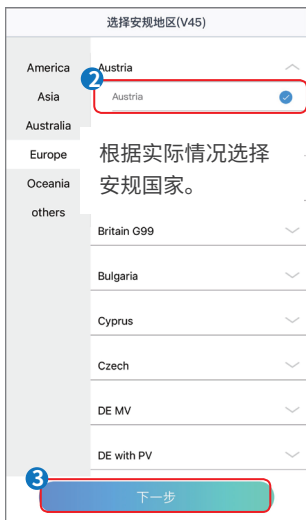 选择安规地区(V45)
America
Asia
Australia
Europe
Oceania
others
Austria
2
Austria
根据实际情况选择
安规国家。
Britain G99
Bulgaria
Cyprus
Czech
DE MV
DE with PV
3
下一步